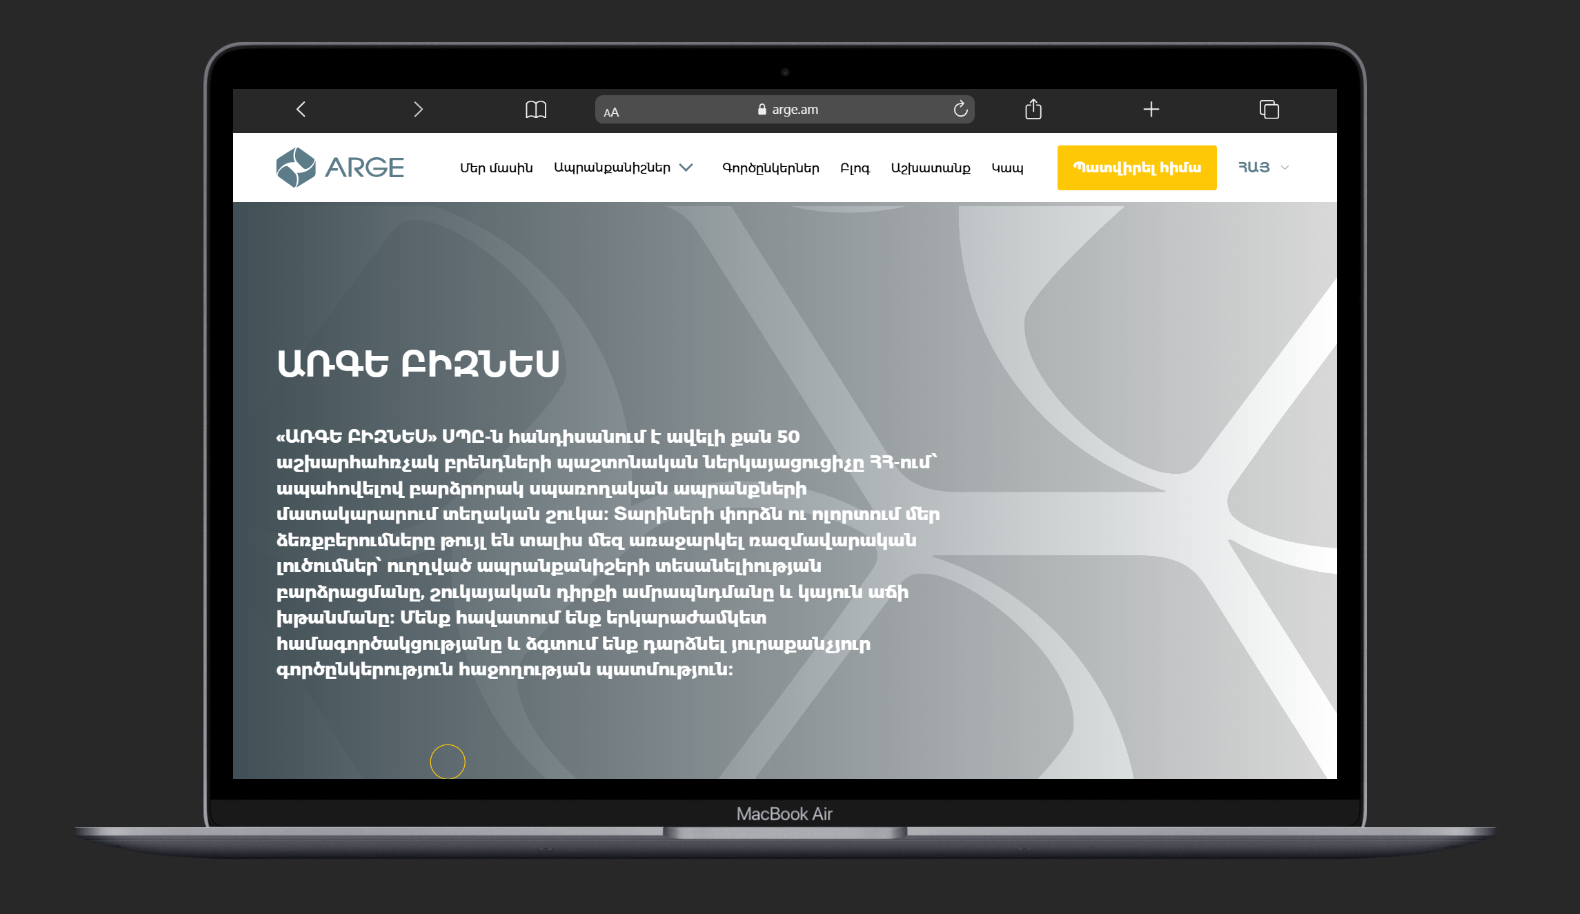 AA
arge.am
ARGE
Մեր մասին
Ապրանքանիշներ
Գործընկերներ
Բլոգ
Աշխատանք
Կապ
Պատվիրել հիմա
ՀԱՅ
ԱՌԳԵ ԲԻԶՆԵՍ
«ԱՌԳԵ ԲԻԶՆԵՍ» ՍՊԸ-ն հանդիսանում է ավելի քան 50
աշխարհահռչակ բրենդների պաշտոնական ներկայացուցիչը ՀՀ-ում՝
ապահովելով բարձրորակ սպառողական ապրանքների
մատակարարում տեղական շուկա: Տարիների փորձն ու ոլորտում մեր
ձեռքբերումները թույլ են տալիս մեզ առաջարկել ռազմավարական
լուծումներ՝ ուղղված ապրանքանիշերի տեսանելիության
բարձրացմանը, շուկայական դիրքի ամրապնդմանը և կայուն աճի
խթանմանը: Մենք հավատում ենք երկարաժամկետ
համագործակցությանը և ձգտում ենք դարձնել յուրաքանչյուր
գործընկերություն հաջողության պատմություն:
MacBook Air